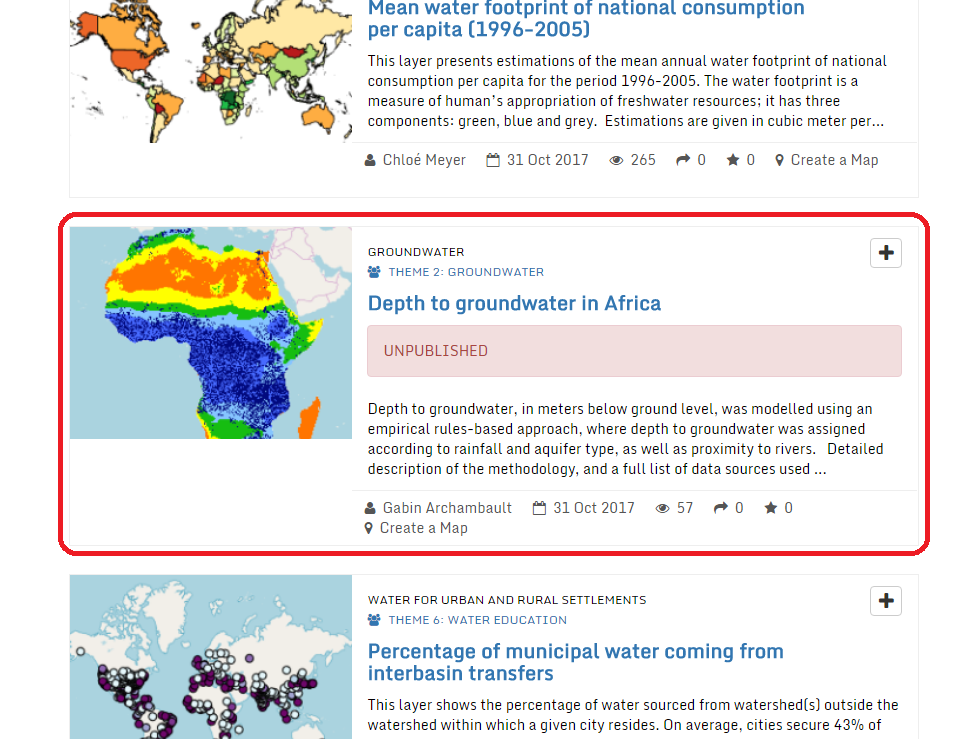 Mean water footprint of national consumption
per capita (1996-2005)
This layer presents estimations of the mean annual water footprint of national
consumption per capita for the period 1996-2005. The water footprint is a
measure of human's appropriation of freshwater resources; it has three
components: green, blue and grey. Estimations are given in cubic meter per...
Chloé Meyer 31 Oct 2017 265 0 0 Create a Map
GROUNDWATER
THEME 2: GROUNDWATER
Depth to groundwater in Africa
UNPUBLISHED
Depth to groundwater, in meters below ground level, was modelled using an
empirical rules-based approach, where depth to groundwater was assigned
according to rainfall and aquifer type, as well as proximity to rivers. Detailed
description of the methodology, and a full list of data sources used ...
Gabin Archambault 31 Oct 2017 57 0 0
Create a Map
WATER FOR URBAN AND RURAL SETTLEMENTS
THEME 6: WATER EDUCATION
Percentage of municipal water coming from
interbasin transfers
This layer shows the percentage of water sourced from watershed(s) outside the
watershed within which a given city resides. On average, cities secure 43% of